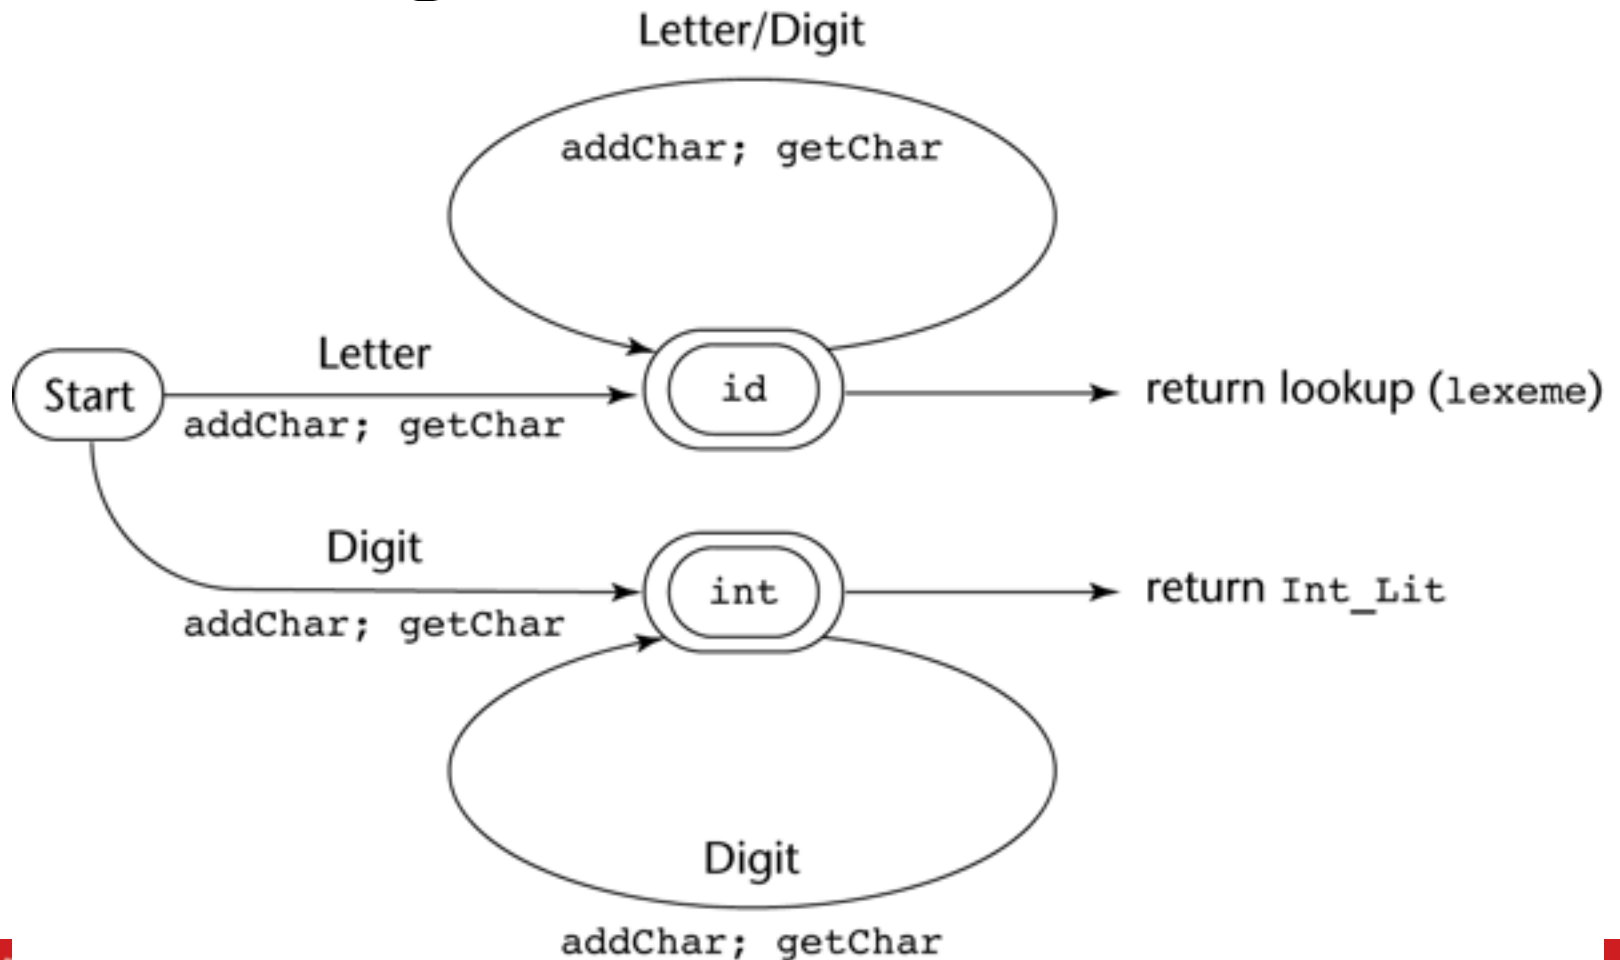 Letter/Digit
addChar; getChar
Letter
Start
id
return lookup (lexeme)
addChar; getChar
Digit
int
return Int_Lit
addChar; getChar
Digit
addChar; getChar